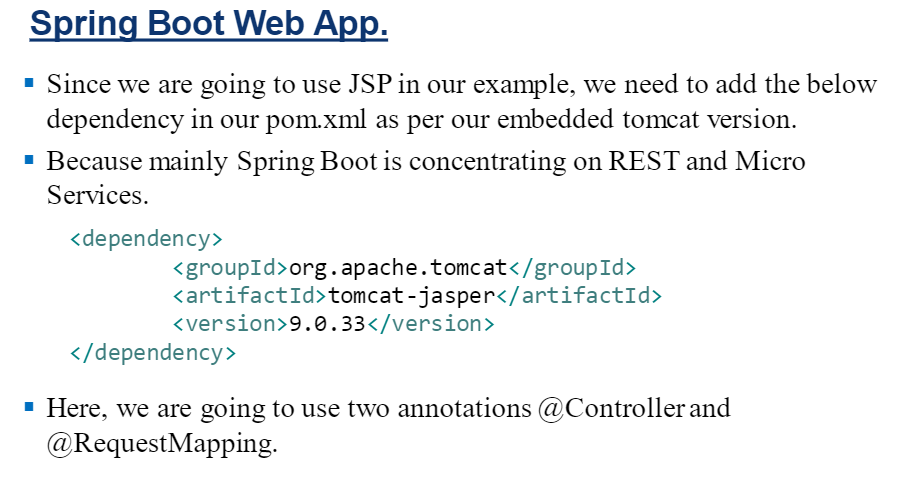 Spring Boot Web App.
▪ Since we are going to use JSP in our example, we need to add the below
dependency in our pom.xml as per our embedded tomcat version.
▪ Because mainly Spring Boot is concentrating on REST and Micro
Services.
<dependency>
<groupId>org.apache.tomcat</groupId>
<artifactId>tomcat-jasper</artifactId>
<version>9.0.33</version>
</dependency>
▪ Here, we are going to use two annotations @Controller and
@RequestMapping.